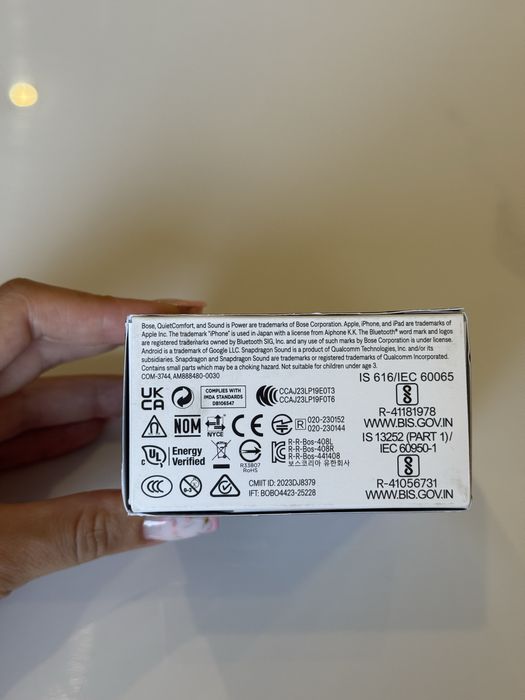 Bose, QuietComfort, and Sound is Power are trademarks of Bose Corporation. Apple, iPhone, and iPad are trademarks of
Apple Inc. The trademark "iPhone" is used in Japan with a license from Aiphone K.K. The Bluetooth® word mark and logos
are registered trademarks owned by Bluetooth SIG, Inc. and any use of such marks by Bose Corporation is under license.
Android is a trademark of Google LLC. Snapdragon Sound is a product of Qualcomm Technologies, Inc. and/or its
subsidiaries. Snapdragon and Snapdragon Sound are trademarks or registered trademarks of Qualcomm Incorporated.
Contains small parts which may be a choking hazard. Not suitable for children under age 3.
COM-3744, AM888480-0030
UK
CA
COMPLIES WITH
IMDA STANDARDS
DB106547
CCAJ23LP19E0T3
CCAJ23LP19F0T6
NOM
NYCE
CE
R 020-230152
020-230144
UL
Energy
Verified
R33B07
RoHS
R-R-Bos-408L
R-R-Bos-408R
R-R-Bos-441408
보스코리아 유한회사
CCC
0-3
CMIIT ID: 2023DJ8379
IFT: BOBO4423-25228
IS 616/IEC 60065
R-41181978
WWW.BIS.GOV.IN
IS 13252 (PART 1)/
IEC 60950-1
R-41056731
WWW.BIS.GOV.IN